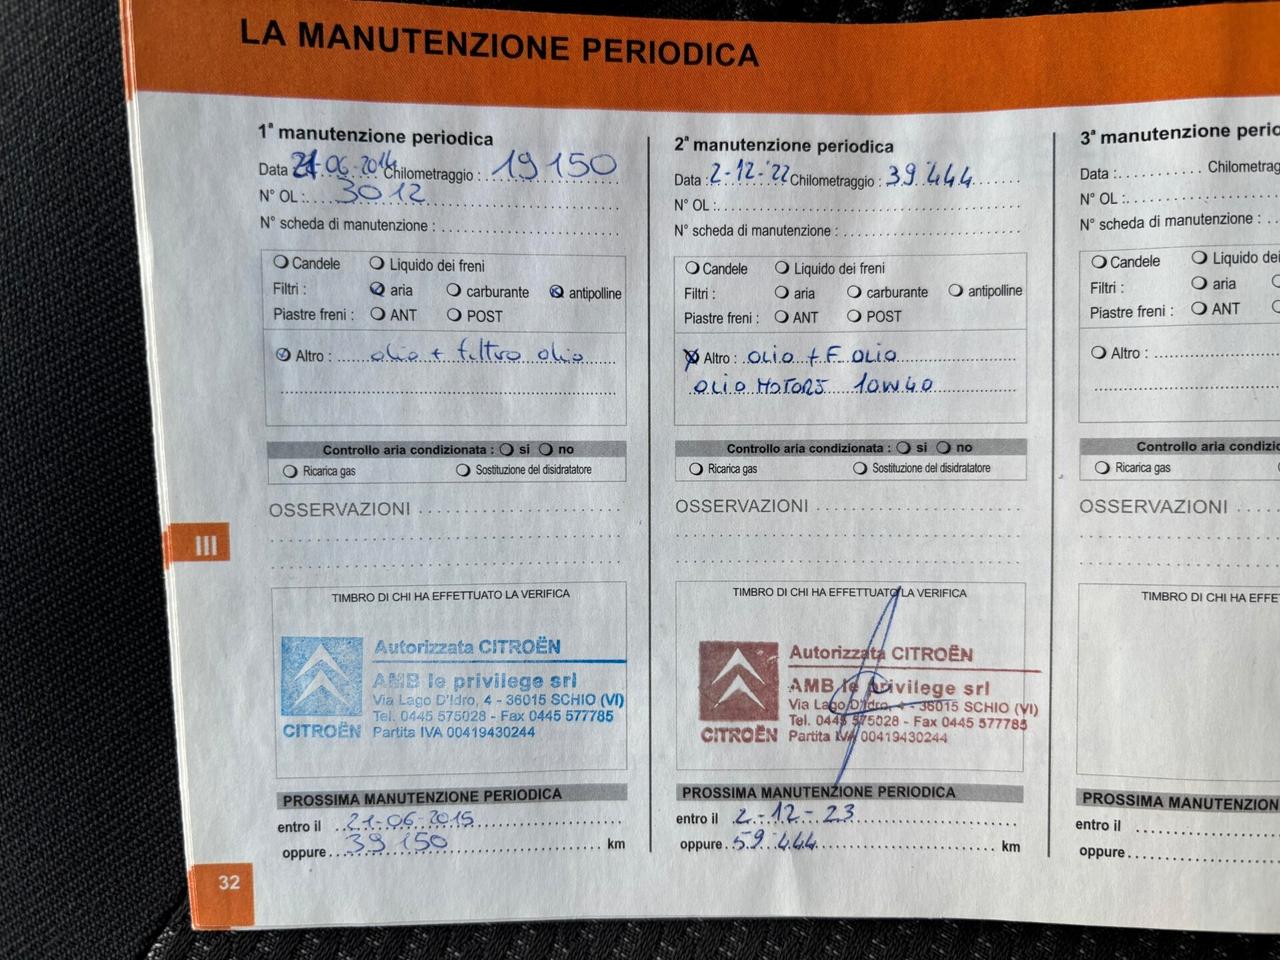 LA MANUTENZIONE PERIODICA
1ª manutenzione periodica
Data 21.06.2014 Chilometraggio : 19150
N° OL: 3012
N° scheda di manutenzione :
Candele Liquido dei freni
Filtri : aria carburante antipolline
Piastre freni : ANT POST
Altro : olio + filtro olio
Controllo aria condizionata : si no
Ricarica gas Sostituzione del disidratatore
OSSERVAZIONI
TIMBRO DI CHI HA EFFETTUATO LA VERIFICA
Autorizzata CITROËN
AMB le privilege srl
Via Lago D'Idro, 4 - 36015 SCHIO (VI)
Tel. 0445 575028 - Fax 0445 577785
CITROËN Partita IVA 00419430244
PROSSIMA MANUTENZIONE PERIODICA
entro il 21-06-2015
oppure 39150 km
2ª manutenzione periodica
Data : 2-12-'22 Chilometraggio : 39444
N° OL :
N° scheda di manutenzione :
Candele Liquido dei freni
Filtri : aria carburante antipolline
Piastre freni : ANT POST
Altro : OLIO + F OLIO
OLIO MOTORE 10W40
Controllo aria condizionata : si no
Ricarica gas Sostituzione del disidratatore
OSSERVAZIONI
TIMBRO DI CHI HA EFFETTUATO LA VERIFICA
Autorizzata CITROËN
AMB le privilege srl
Via Lago D'Idro, 4 - 36015 SCHIO (VI)
Tel. 0445 575028 - Fax 0445 577785
CITROËN Partita IVA 00419430244
PROSSIMA MANUTENZIONE PERIODICA
entro il 2-12-23
oppure 59444 km
3ª manutenzione perio
Data : Chilometrag
N° OL :
N° scheda di manutenzione :
Candele Liquido dei
Filtri : aria
Piastre freni : ANT
Altro :
Controllo aria condizi
Ricarica gas
OSSERVAZIONI
TIMBRO DI CHI HA EFFE
PROSSIMA MANUTENZION
entro il
oppure
III
32